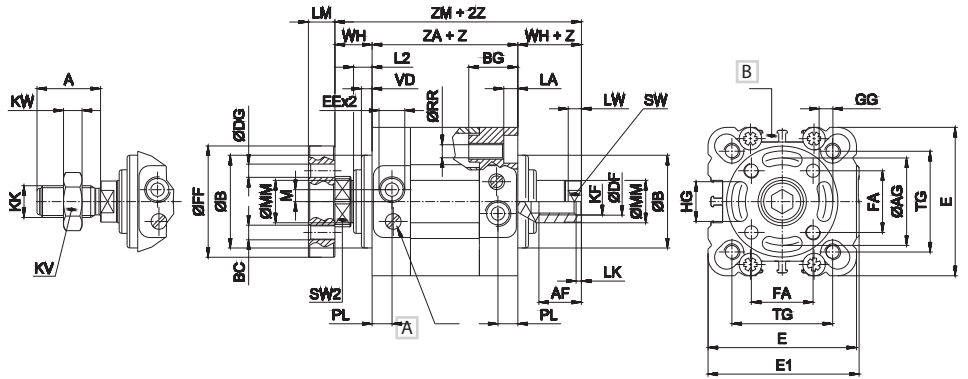 LM
ZM + 2Z
WH
ZA + Z
WH + Z
L2
BG
VD
LA
A
EEx2
ØRR
LW
SW
B
GG
KW
ØDG
KK
ØFF
ØB
ØMM
M
KF
ØDF
ØMM
ØB
HG
FA
ØAG
TG
E
KV
BC
SW2
A
LK
AF
PL
PL
FA
TG
E
E1